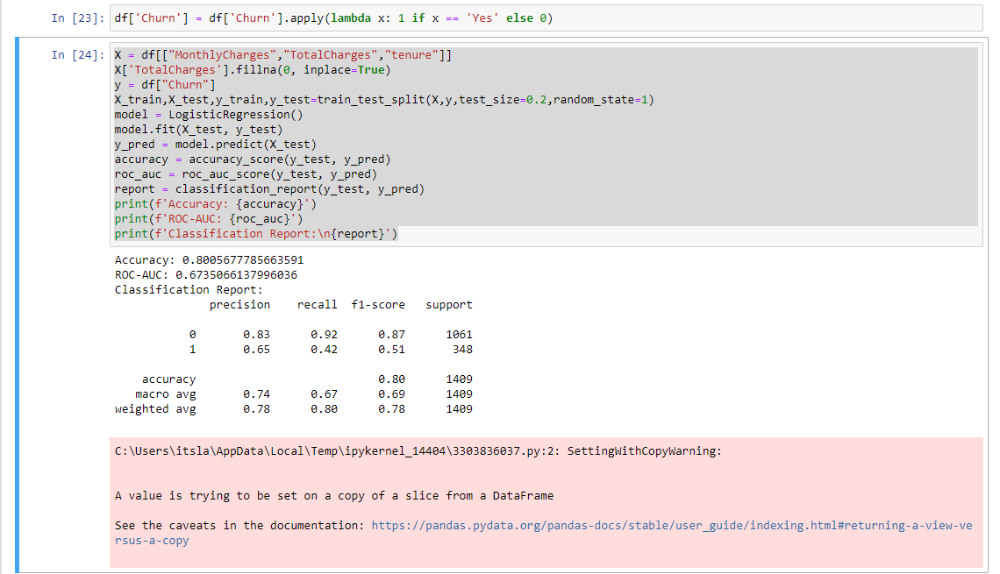 In [23]: df['Churn'] = df['Churn'].apply(lambda x: 1 if x == 'Yes' else 0)
In [24]: X = df[["MonthlyCharges","TotalCharges","tenure"]]
X['TotalCharges'].fillna(0, inplace=True)
y = df["Churn"]
X_train,X_test,y_train,y_test=train_test_split(X,y,test_size=0.2,random_state=1)
model = LogisticRegression()
model.fit(X_test, y_test)
y_pred = model.predict(X_test)
accuracy = accuracy_score(y_test, y_pred)
roc_auc = roc_auc_score(y_test, y_pred)
report = classification_report(y_test, y_pred)
print(f'Accuracy: {accuracy}')
print(f'ROC-AUC: {roc_auc}')
print(f'Classification Report:\n{report}')
Accuracy: 0.8005677785663591
ROC-AUC: 0.6735066137996036
Classification Report:
precision recall f1-score support
0 0.83 0.92 0.87 1061
1 0.65 0.42 0.51 348
accuracy 0.80 1409
macro avg 0.74 0.67 0.69 1409
weighted avg 0.78 0.80 0.78 1409
C:\Users\itsla\AppData\Local\Temp\ipykernel_14404\3303836037.py:2: SettingWithCopyWarning:
A value is trying to be set on a copy of a slice from a DataFrame
See the caveats in the documentation: https://pandas.pydata.org/pandas-docs/stable/user_guide/indexing.html#returning-a-view-ve
rsus-a-copy